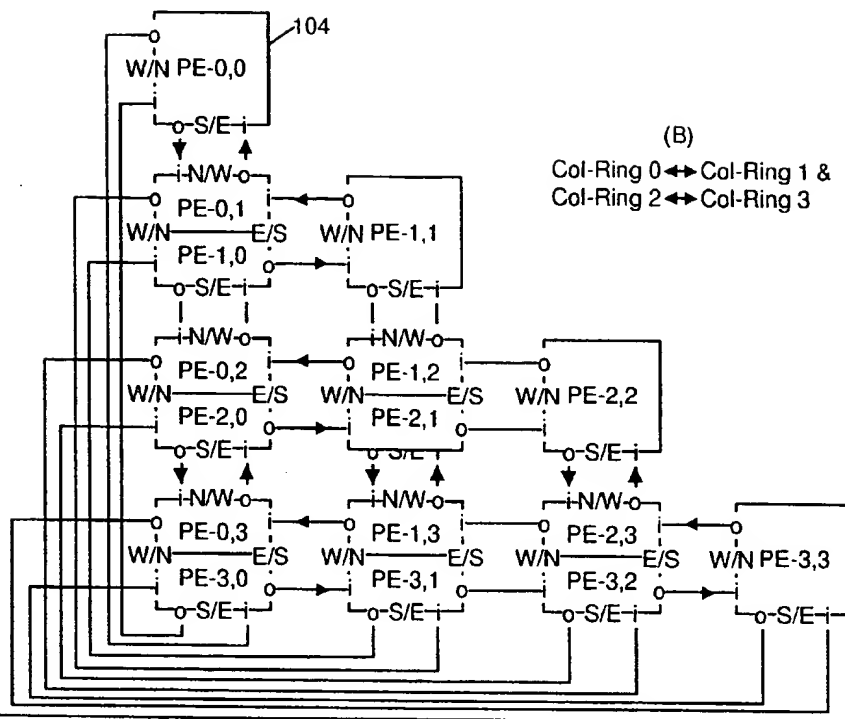 104
o
W/N PE-0,0
i
o-S/E-i
(B)
Col-Ring 0 ↔ Col-Ring 1 &
Col-Ring 2 ↔ Col-Ring 3
i-N/W-o
o PE-0,1 i o
W/N E/S W/N PE-1,1
i PE-1,0 o i
o-S/E-i o-S/E-i
i-N/W-o i-N/W-o
o PE-0,2 i o PE-1,2 i o
W/N E/S W/N E/S W/N PE-2,2
i PE-2,0 o i PE-2,1 o i
o-S/E-i o-S/E-i o-S/E-i
i-N/W-o i-N/W-o i-N/W-o
o PE-0,3 i o PE-1,3 i o PE-2,3 i o
W/N E/S W/N E/S W/N E/S W/N PE-3,3
i PE-3,0 o i PE-3,1 o i PE-3,2 o i
o-S/E-i o-S/E-i o-S/E-i o-S/E-i